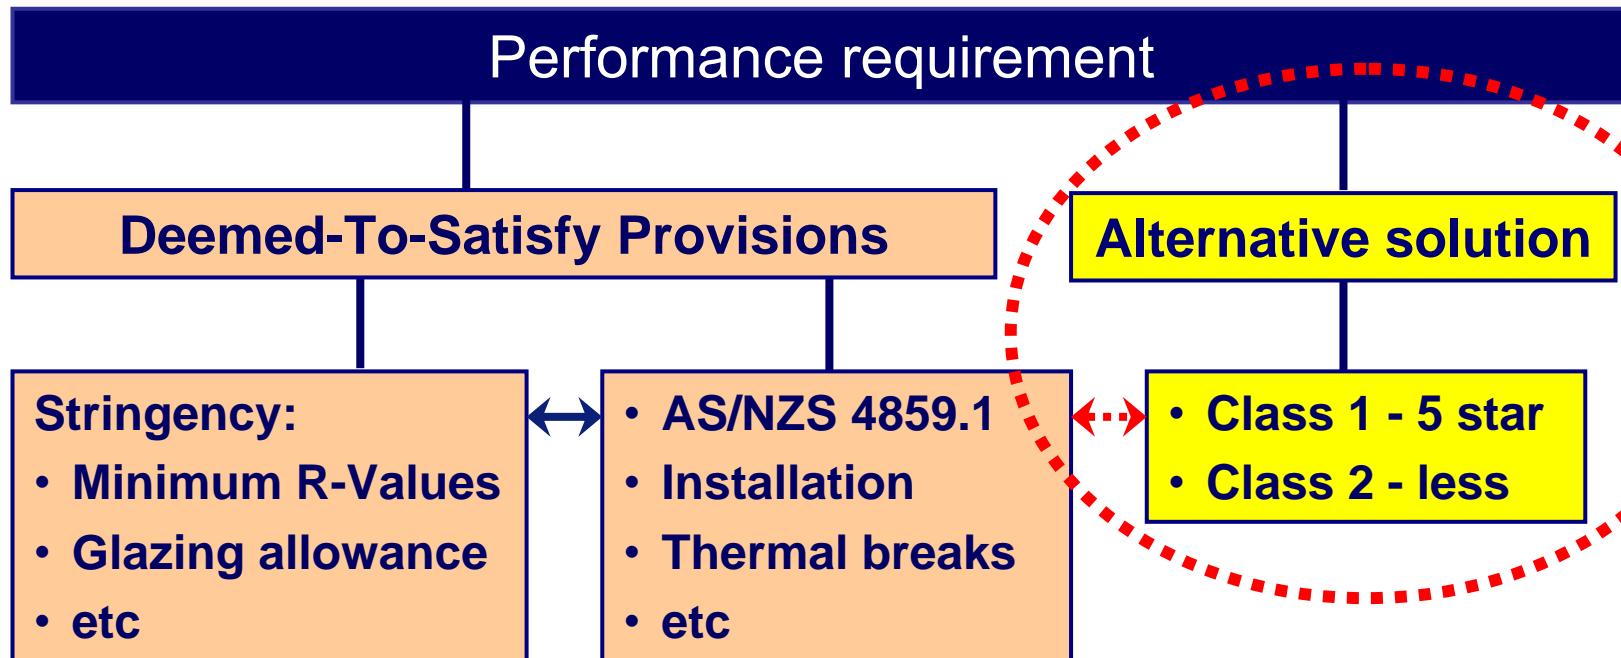 Performance requirement
Deemed-To-Satisfy Provisions
Alternative solution
Stringency:
• Minimum R-Values
• Glazing allowance
• etc
• AS/NZS 4859.1
• Installation
• Thermal breaks
• etc
• Class 1 - 5 star
• Class 2 - less